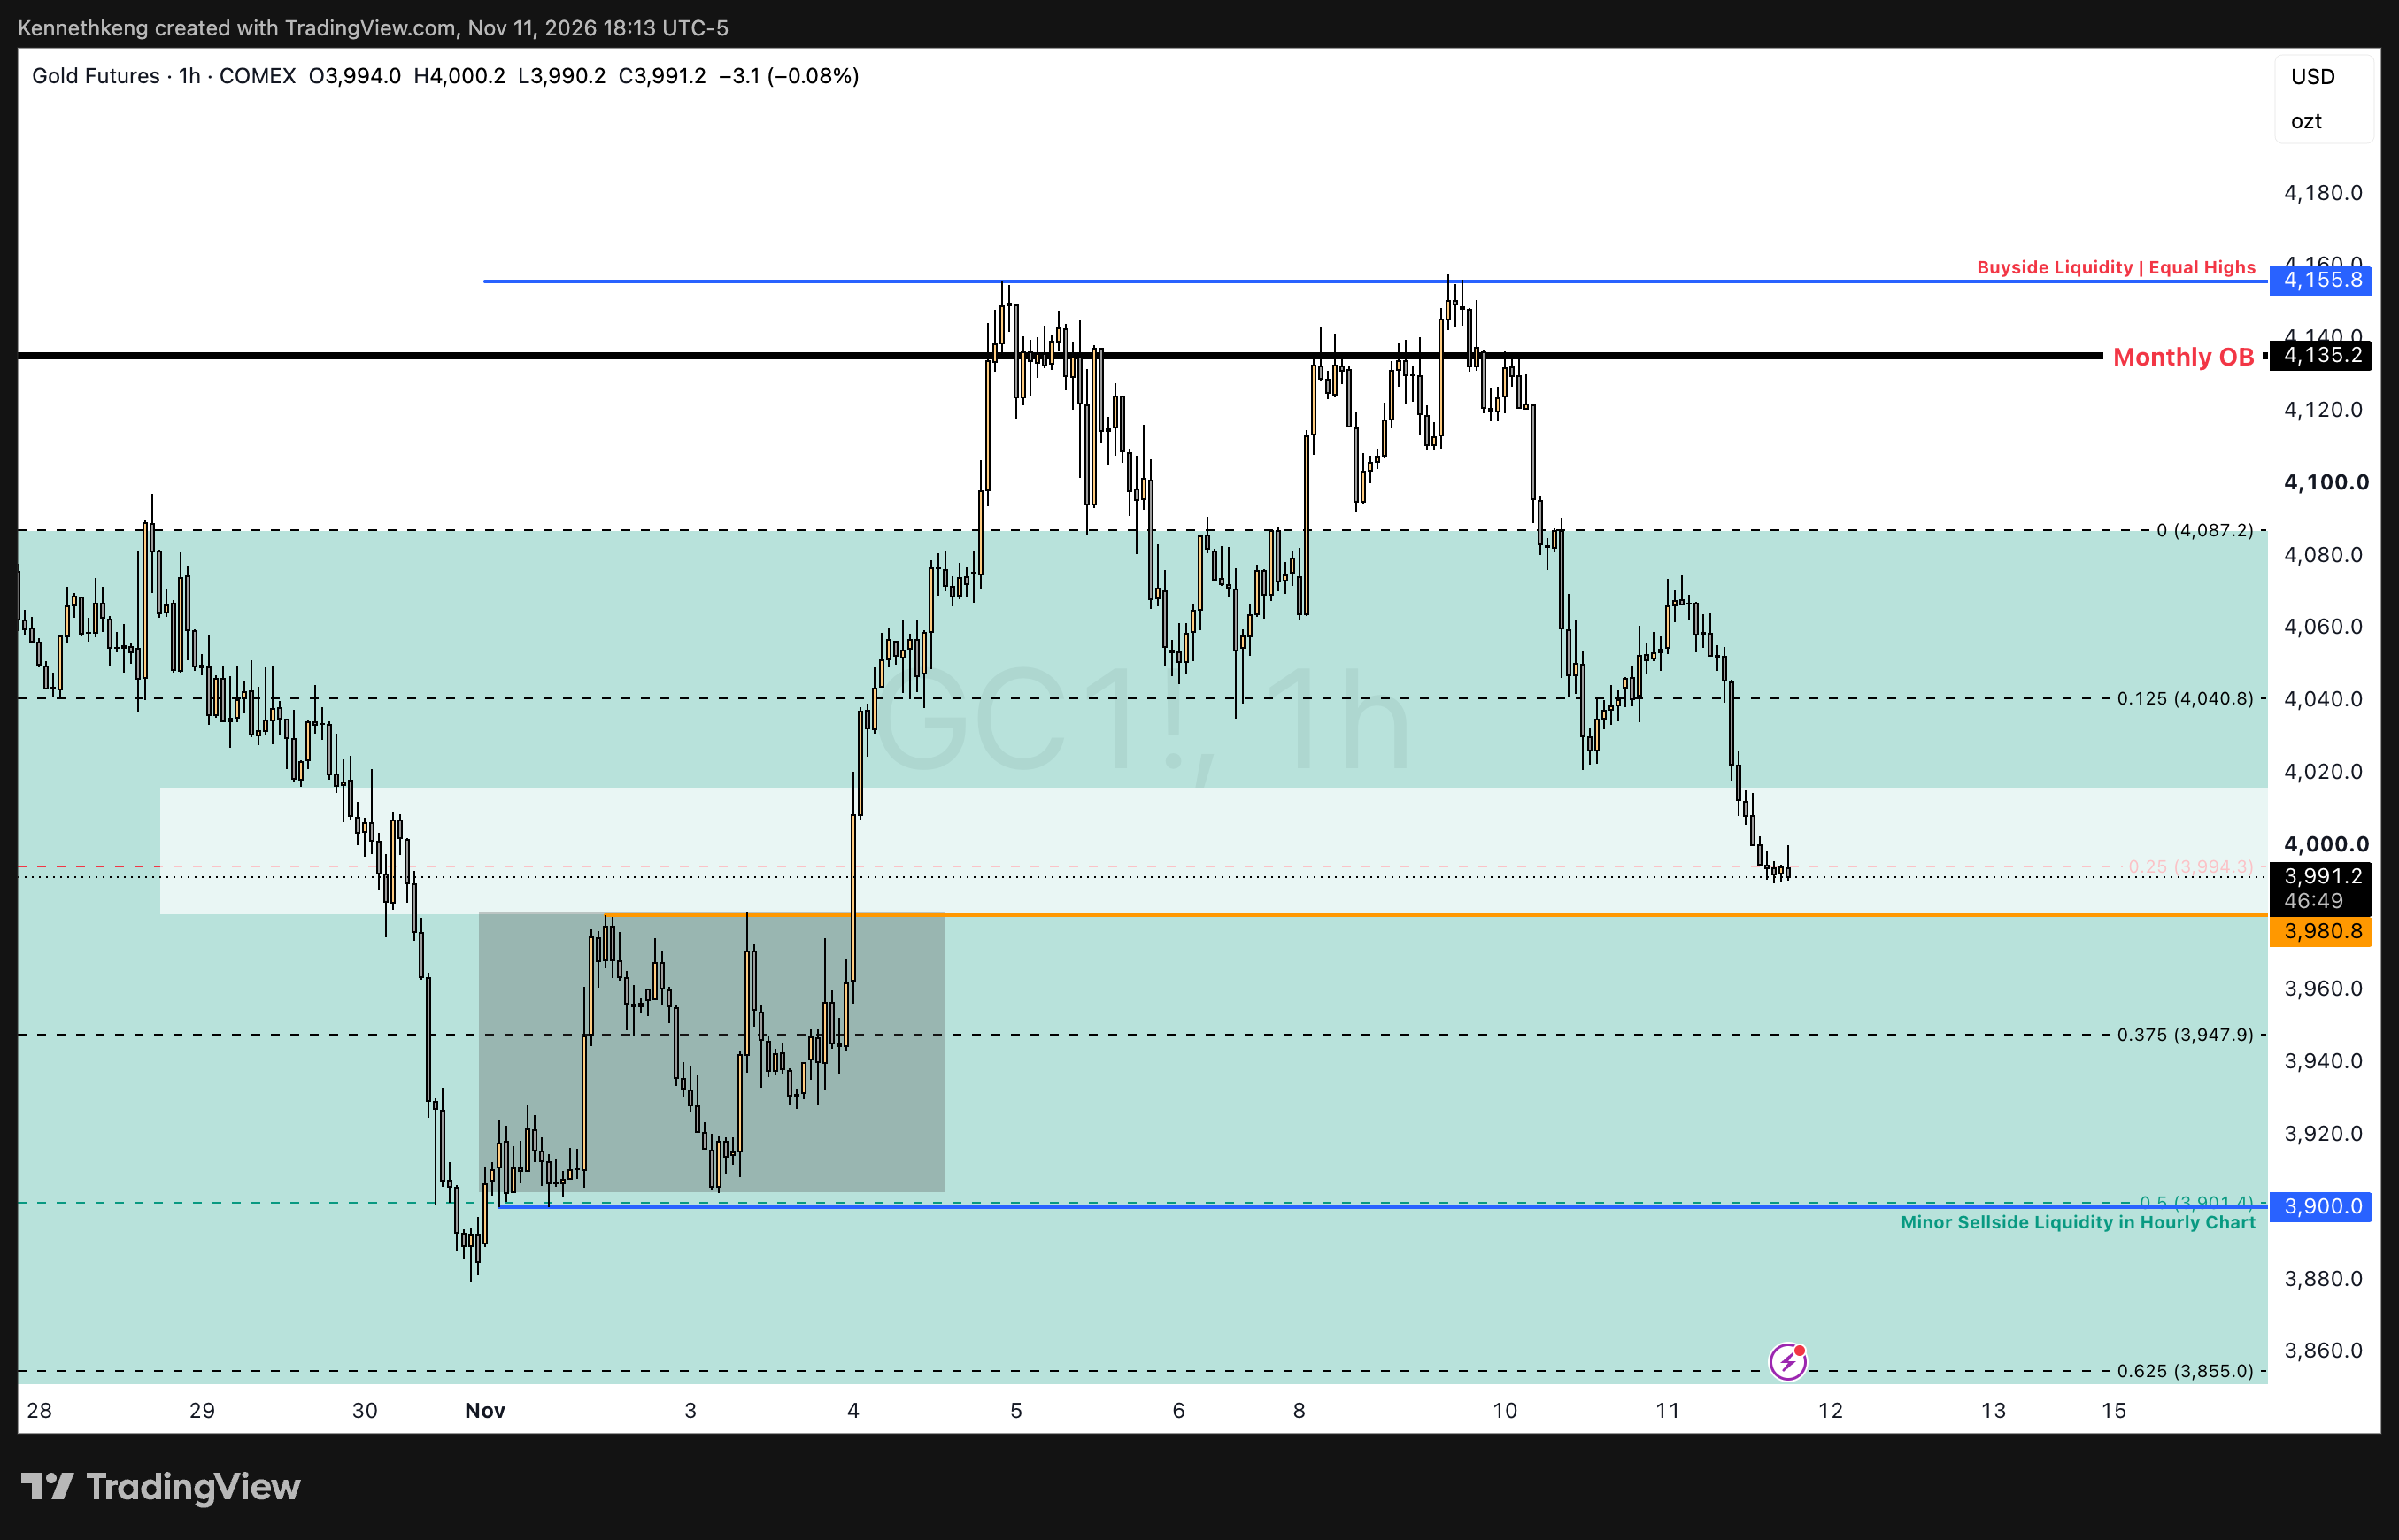 Kennethkeng created with TradingView.com, Nov 11, 2026 18:13 UTC-5
Gold Futures · 1h · COMEX O3,994.0 H4,000.2 L3,990.2 C3,991.2 −3.1 (−0.08%)
USD
ozt
4,180.0
4,160.0
Buyside Liquidity | Equal Highs
4,155.8
4,140.0
Monthly OB
4,135.2
4,120.0
4,100.0
0 (4,087.2)
4,080.0
4,060.0
GC1!, 1h
0.125 (4,040.8)
4,040.0
4,020.0
4,000.0
0.25 (3,994.3)
3,991.2
46:49
3,980.8
3,960.0
0.375 (3,947.9)
3,940.0
3,920.0
0.5 (3,901.4)
3,900.0
Minor Sellside Liquidity in Hourly Chart
3,880.0
3,860.0
0.625 (3,855.0)
28 29 30 Nov 3 4 5 6 8 10 11 12 13 15
TradingView